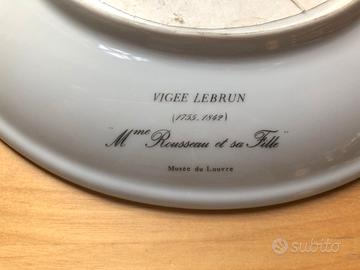 VIGEE LEBRUN
(1755.1842)
"Mme Rousseau et sa Fille"
Musée du Louvre
subito